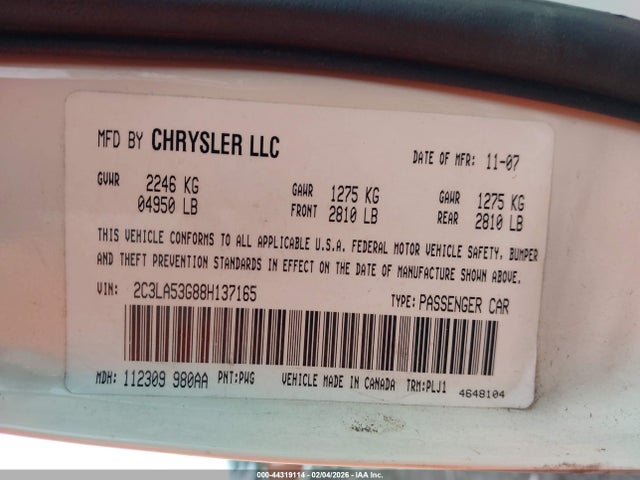 MFD BY CHRYSLER LLC DATE OF MFR: 11-07
GVWR 2246 KG GAWR 1275 KG GAWR 1275 KG
04950 LB FRONT 2810 LB REAR 2810 LB
THIS VEHICLE CONFORMS TO ALL APPLICABLE U.S.A. FEDERAL MOTOR VEHICLE SAFETY, BUMPER
AND THEFT PREVENTION STANDARDS IN EFFECT ON THE DATE OF MANUFACTURE SHOWN ABOVE.
VIN: 2C3LA53G88H137165 TYPE: PASSENGER CAR
MDH: 112309 980AA PNT:PWG VEHICLE MADE IN CANADA TRM:PLJ1 4648104
000-44319114 - 02/04/2026 - IAAI.com